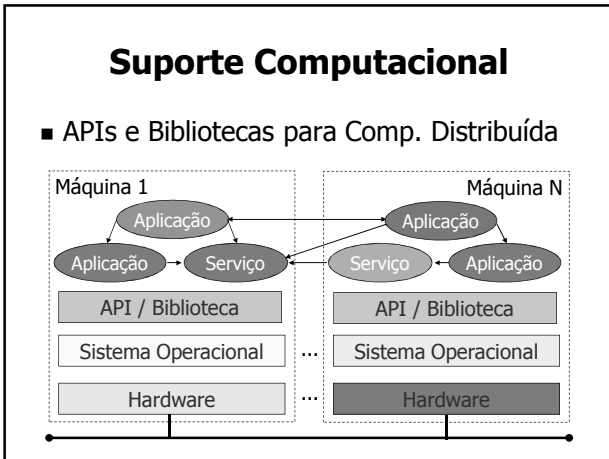 Suporte Computacional
■ APIs e Bibliotecas para Comp. Distribuída
Máquina 1
Máquina N
Aplicação
Aplicação
Aplicação
Serviço
Serviço
Aplicação
API / Biblioteca
API / Biblioteca
Sistema Operacional
...
Sistema Operacional
Hardware
...
Hardware